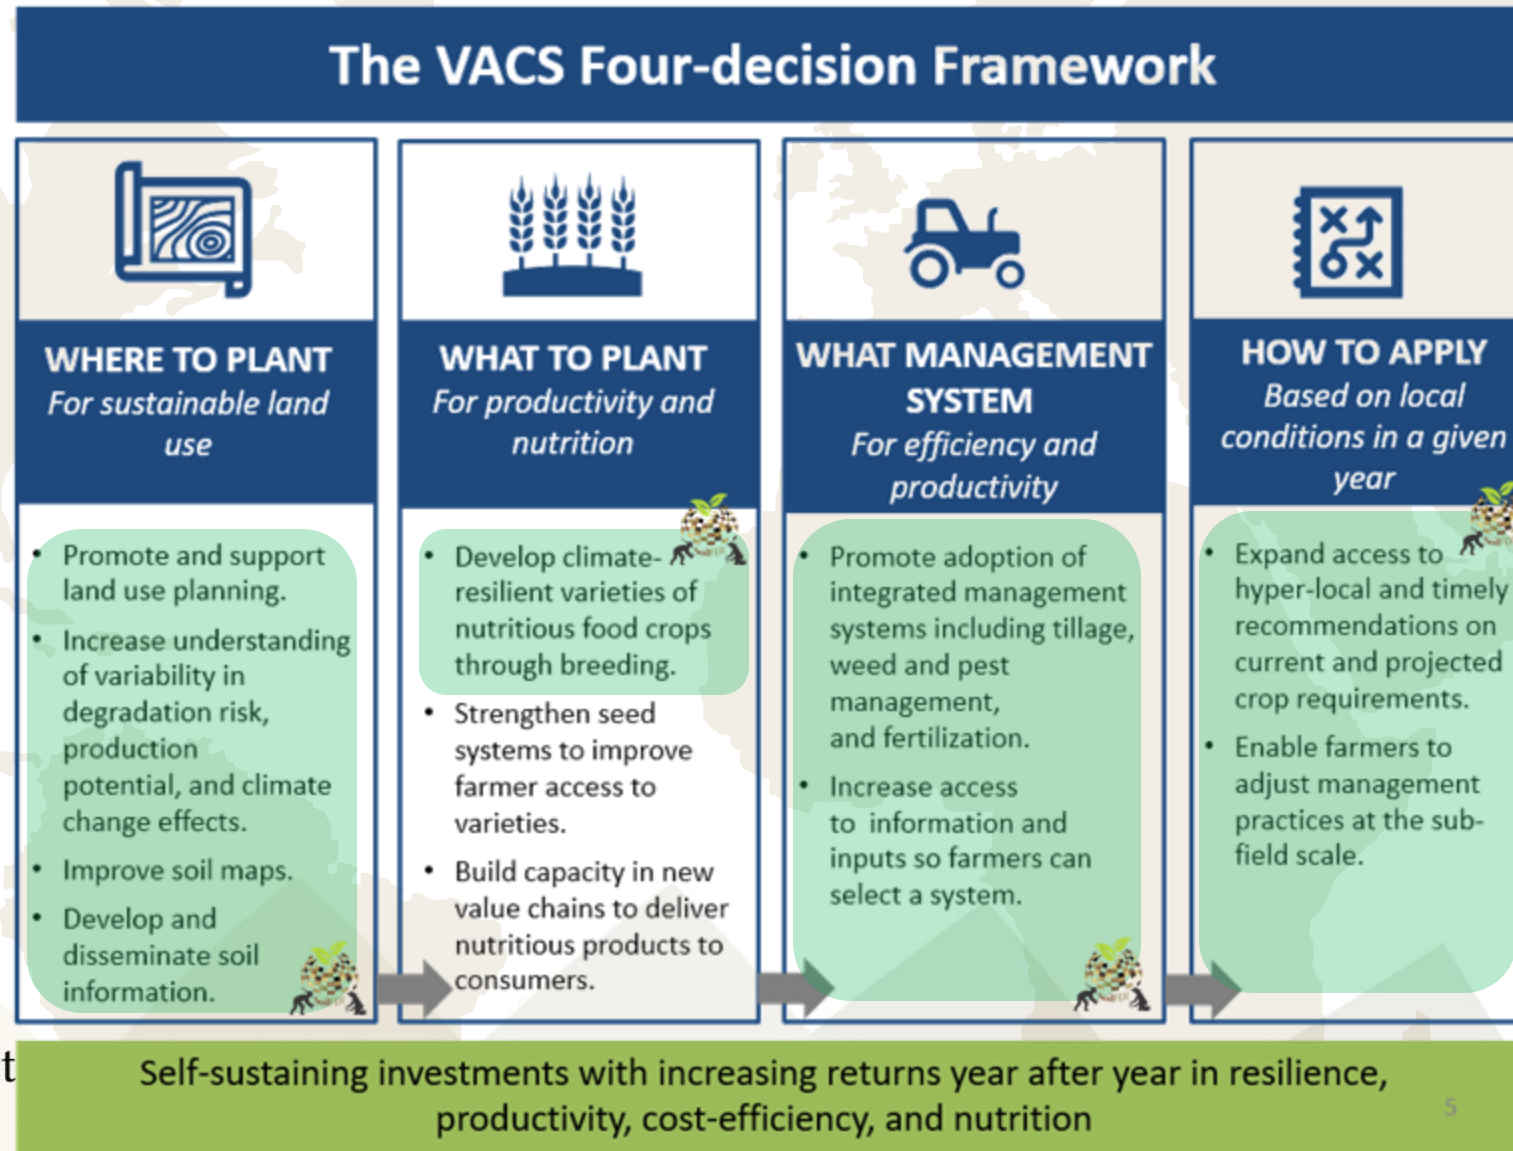 The VACS Four-decision Framework
WHERE TO PLANT
For sustainable land
use
• Promote and support
land use planning.
• Increase understanding
of variability in
degradation risk,
production
potential, and climate
change effects.
• Improve soil maps.
• Develop and
disseminate soil
information.
WHAT TO PLANT
For productivity and
nutrition
• Develop climate-
resilient varieties of
nutritious food crops
through breeding.
• Strengthen seed
systems to improve
farmer access to
varieties.
• Build capacity in new
value chains to deliver
nutritious products to
consumers.
WHAT MANAGEMENT
SYSTEM
For efficiency and
productivity
• Promote adoption of
integrated management
systems including tillage,
weed and pest
management,
and fertilization.
• Increase access
to information and
inputs so farmers can
select a system.
HOW TO APPLY
Based on local
conditions in a given
year
• Expand access to
hyper-local and timely
recommendations on
current and projected
crop requirements.
• Enable farmers to
adjust management
practices at the sub-
field scale.
t
Self-sustaining investments with increasing returns year after year in resilience,
productivity, cost-efficiency, and nutrition
5